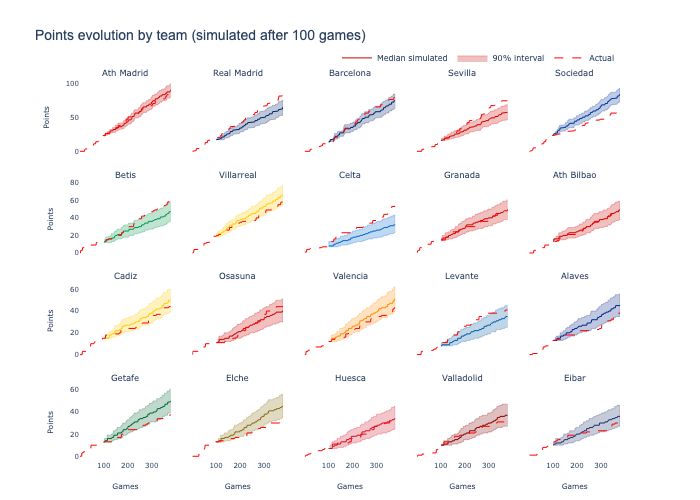 Points evolution by team (simulated after 100 games)
Median simulated 90% interval Actual
Ath Madrid Real Madrid Barcelona Sevilla Sociedad
100
50
0
Points
Betis Villarreal Celta Granada Ath Bilbao
80
60
40
20
0
Points
Cadiz Osasuna Valencia Levante Alaves
60
40
20
0
Points
Getafe Elche Huesca Valladolid Eibar
60
40
20
0
Points
100 200 300 100 200 300 100 200 300 100 200 300 100 200 300
Games Games Games Games Games